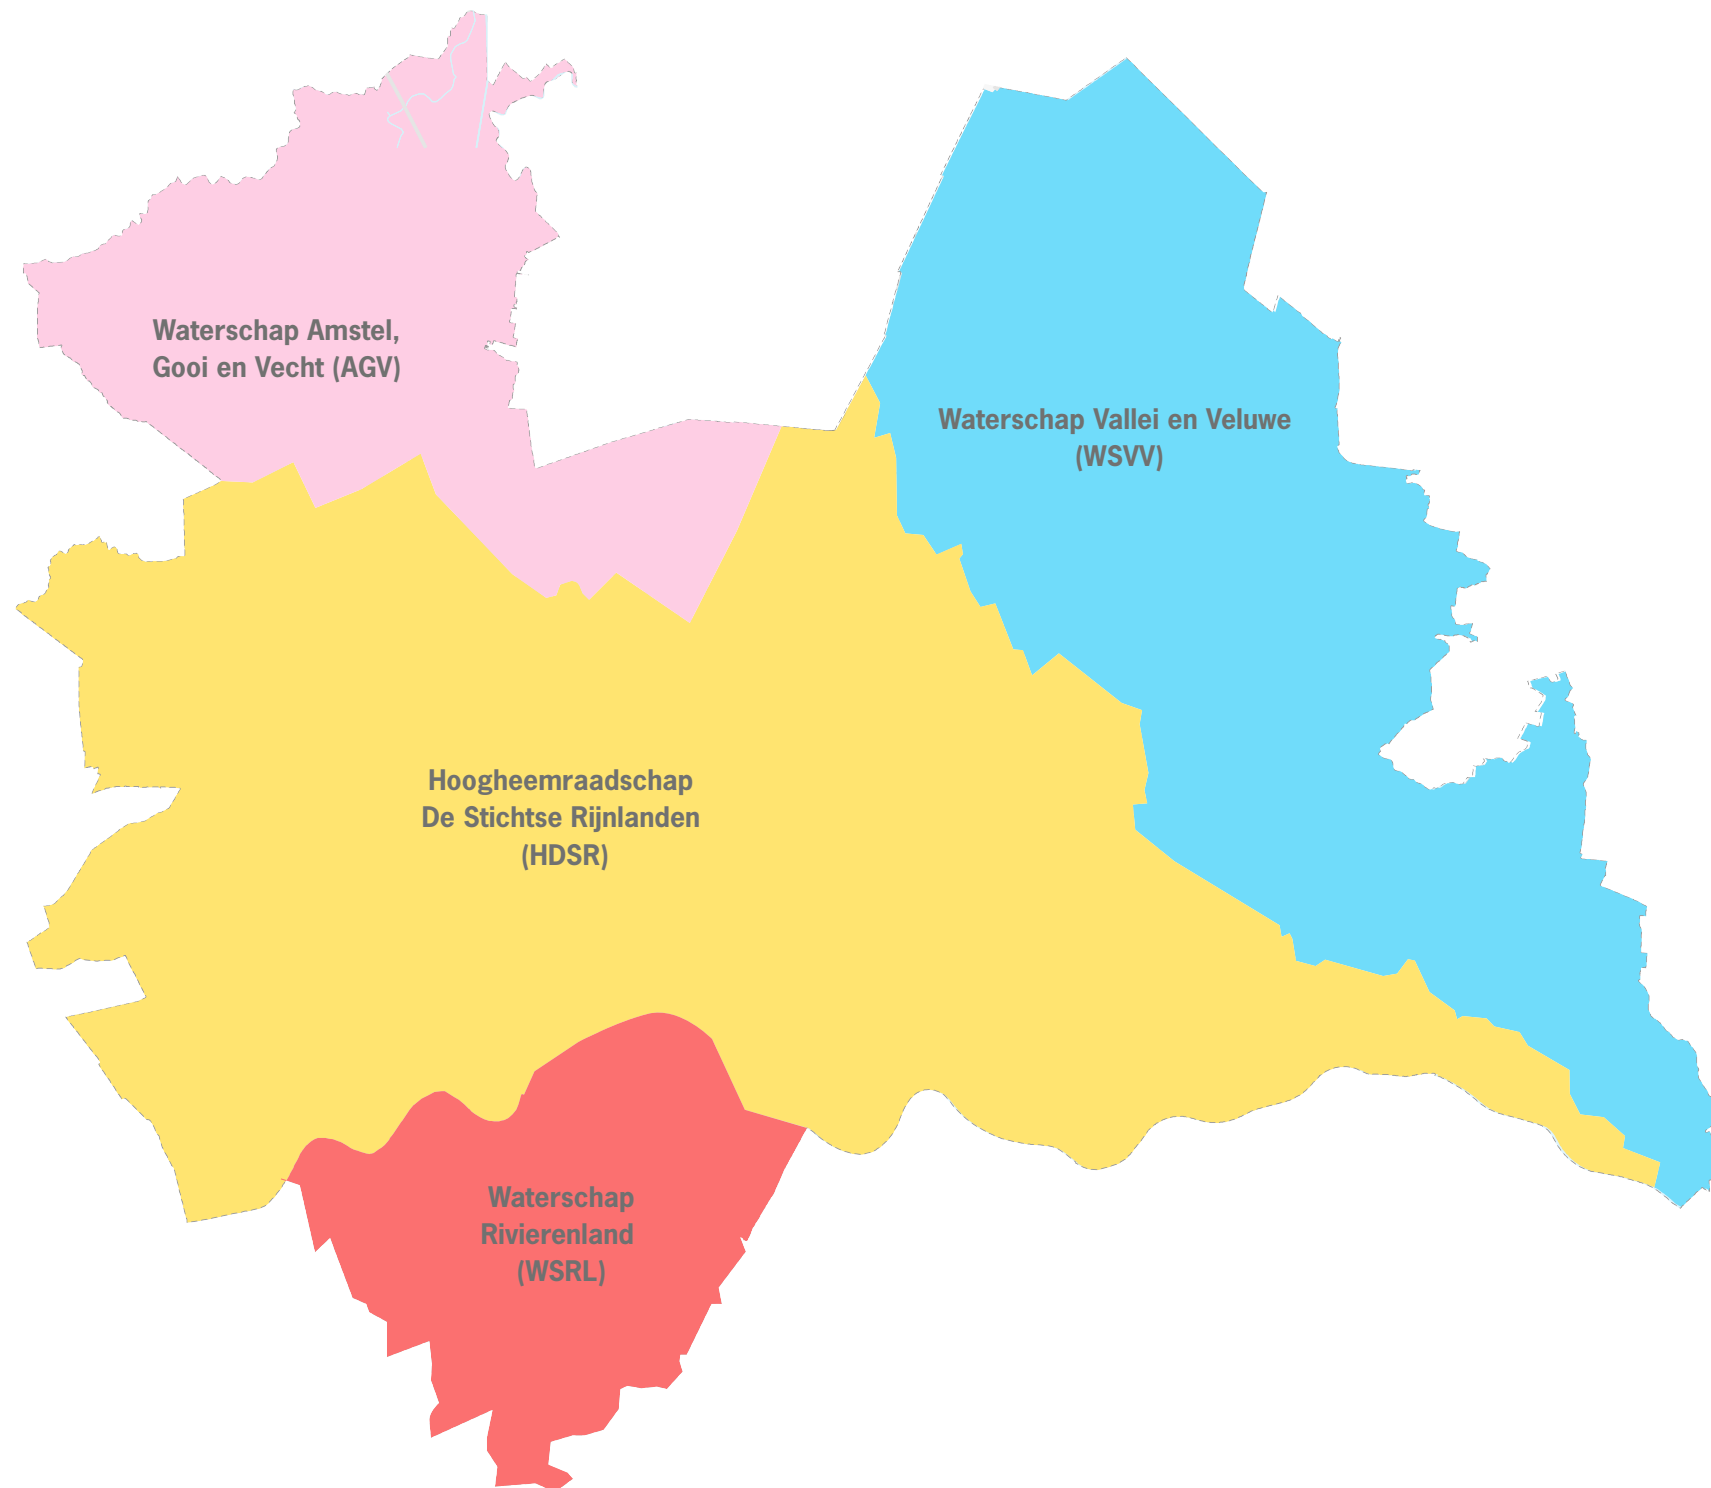 Waterschap Amstel,
Gooi en Vecht (AGV)
Waterschap Vallei en Veluwe
(WSVV)
Hoogheemraadschap
De Stichtse Rijnlanden
(HDSR)
Waterschap
Rivierenland
(WSRL)